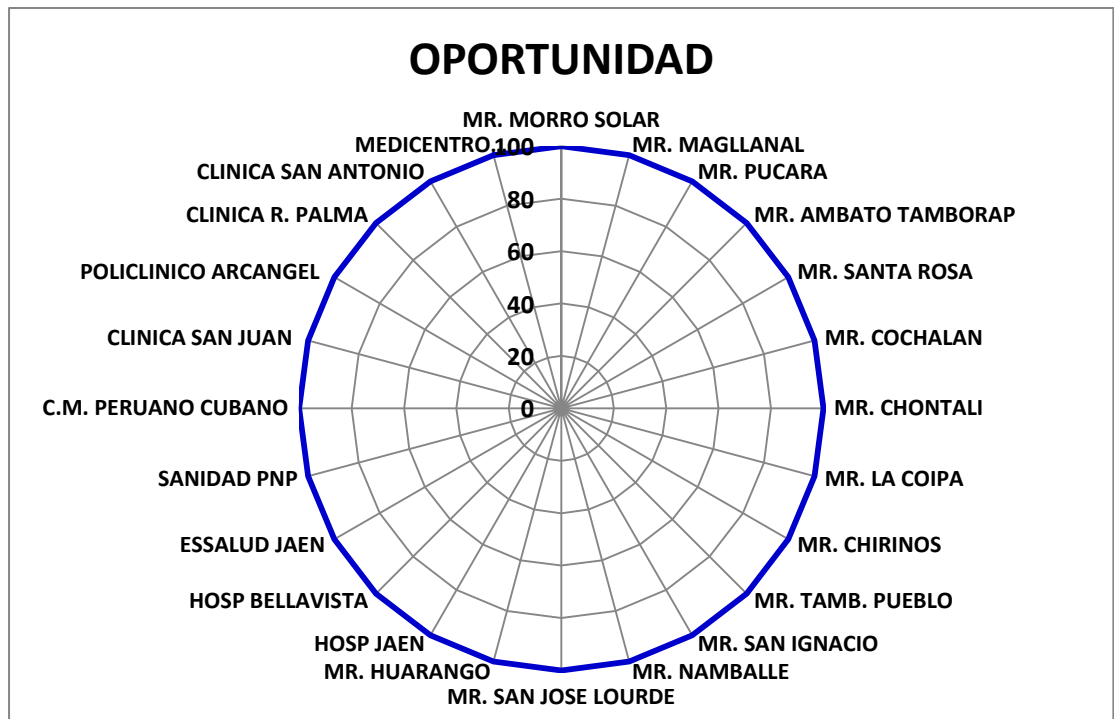 OPORTUNIDAD
MR. MORRO SOLAR
MR. MAGLLANAL
MR. PUCARA
MR. AMBATO TAMBORAP
MR. SANTA ROSA
MR. COCHALAN
MR. CHONTALI
MR. LA COIPA
MR. CHIRINOS
MR. TAMB. PUEBLO
MR. SAN IGNACIO
MR. NAMBALLE
MR. SAN JOSE LOURDE
MR. HUARANGO
HOSP JAEN
HOSP BELLAVISTA
ESSALUD JAEN
SANIDAD PNP
C.M. PERUANO CUBANO
CLINICA SAN JUAN
POLICLINICO ARCANGEL
CLINICA R. PALMA
CLINICA SAN ANTONIO
MEDICENTRO.
100
80
60
40
20
0